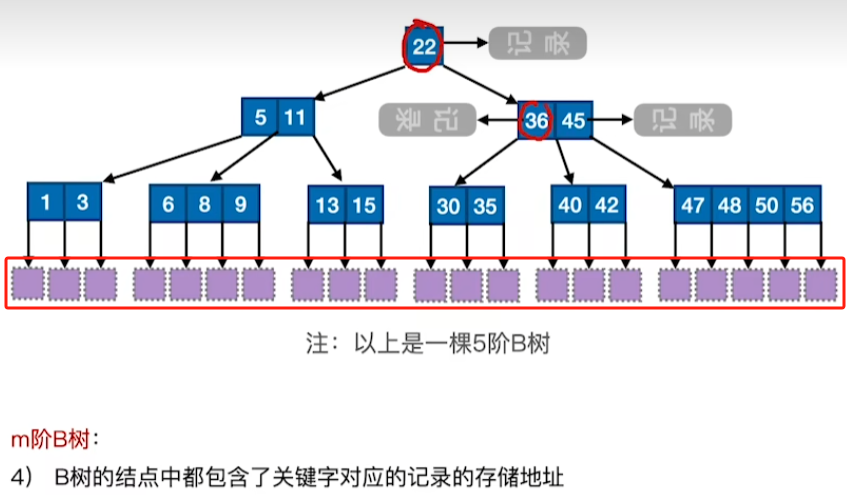 22 记录
5 11 记录 36 45 记录
1 3 6 8 9 13 15 30 35 40 42 47 48 50 56
注：以上是一棵5阶B树
m阶B树：
4） B树的结点中都包含了关键字对应的记录的存储地址